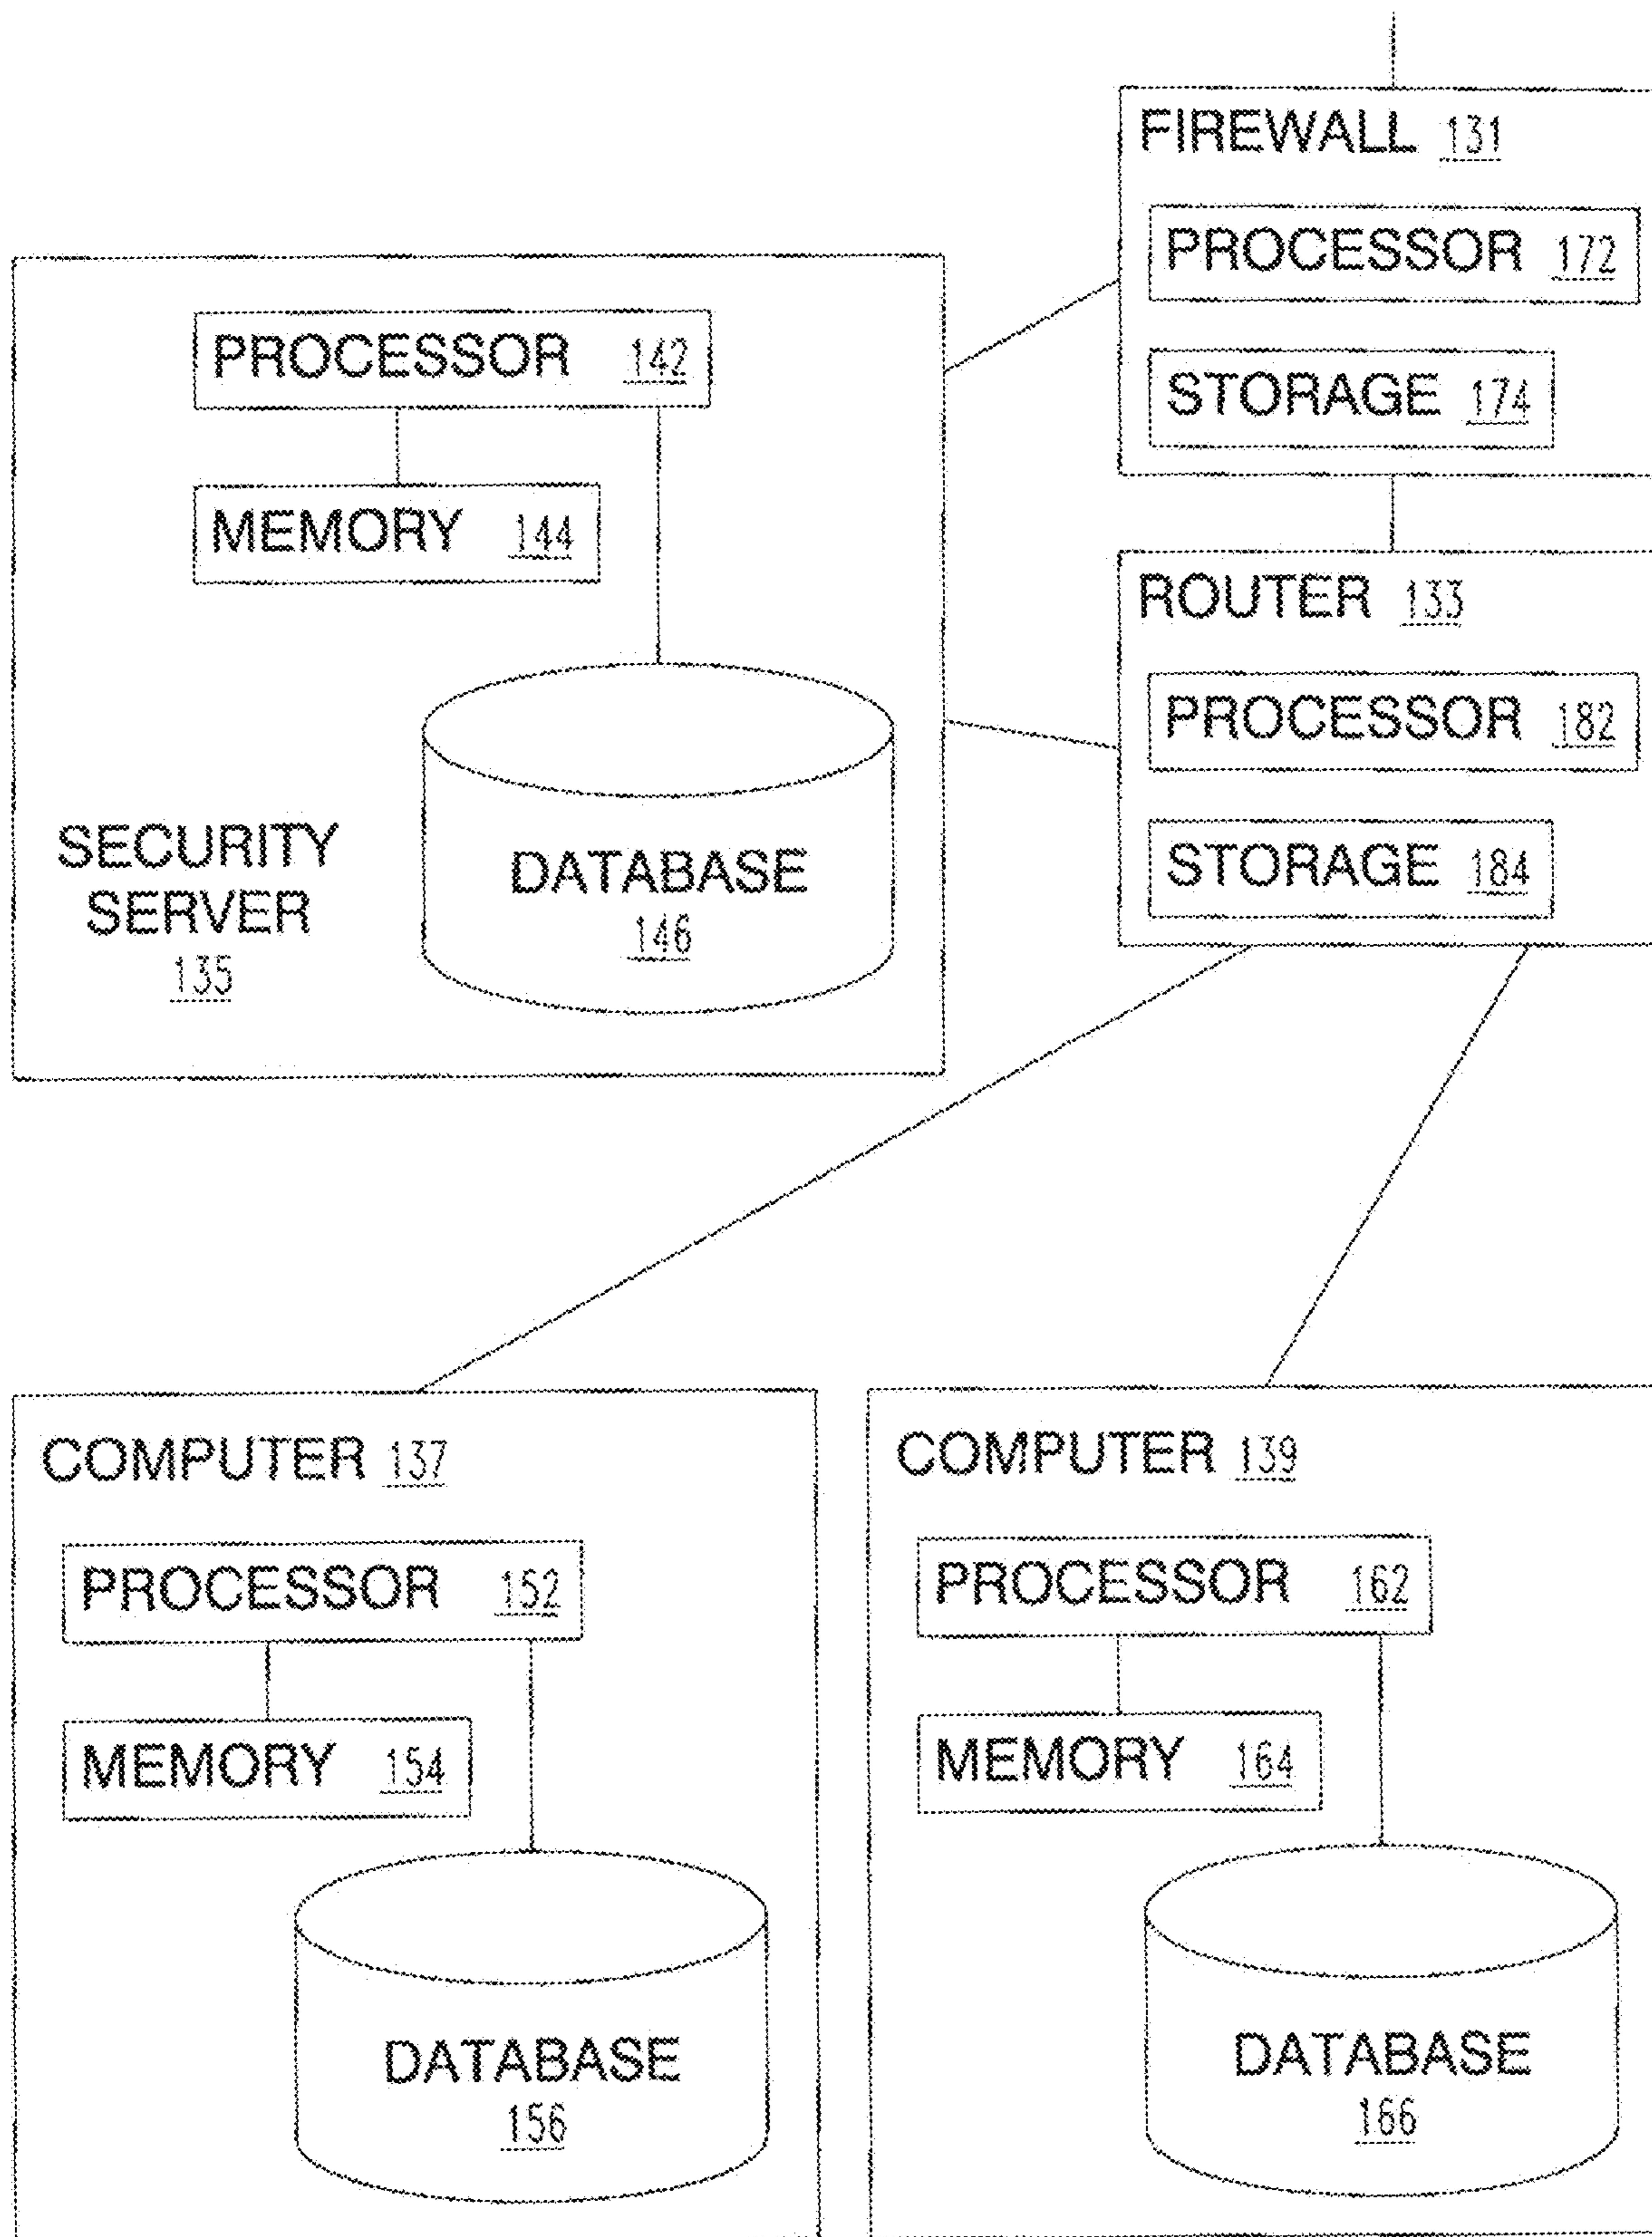 FIREWALL 131
PROCESSOR 172
STORAGE 174
PROCESSOR 142
MEMORY 144
DATABASE
146
SECURITY
SERVER
135
ROUTER 133
PROCESSOR 182
STORAGE 184
COMPUTER 137
PROCESSOR 152
MEMORY 154
DATABASE
156
COMPUTER 139
PROCESSOR 162
MEMORY 164
DATABASE
166